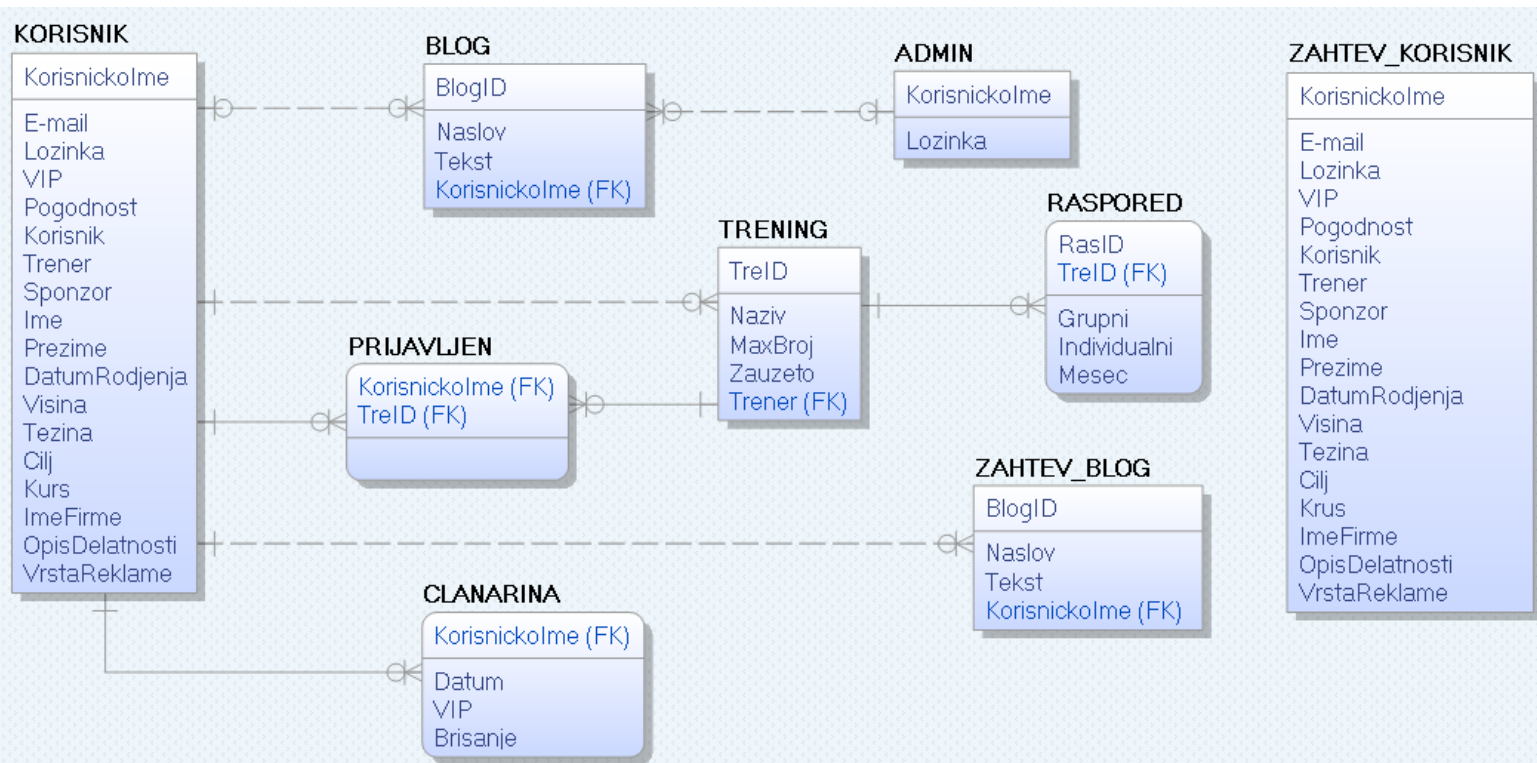 KORISNIK
KorisnickoIme
E-mail
Lozinka
VIP
Pogodnost
Korisnik
Trener
Sponzor
Ime
Prezime
DatumRodjenja
Visina
Tezina
Cilj
Kurs
ImeFirme
OpisDelatnosti
VrstaReklame
BLOG
BlogID
Naslov
Tekst
KorisnickoIme (FK)
ADMIN
KorisnickoIme
Lozinka
ZAHTEV_KORISNIK
KorisnickoIme
E-mail
Lozinka
VIP
Pogodnost
Korisnik
Trener
Sponzor
Ime
Prezime
DatumRodjenja
Visina
Tezina
Cilj
Krus
ImeFirme
OpisDelatnosti
VrstaReklame
TRENING
TreID
Naziv
MaxBroj
Zauzeto
Trener (FK)
RASPORED
RasID
TreID (FK)
Grupni
Individualni
Mesec
PRIJAVLJEN
KorisnickoIme (FK)
TreID (FK)
ZAHTEV_BLOG
BlogID
Naslov
Tekst
KorisnickoIme (FK)
CLANARINA
KorisnickoIme (FK)
Datum
VIP
Brisanje